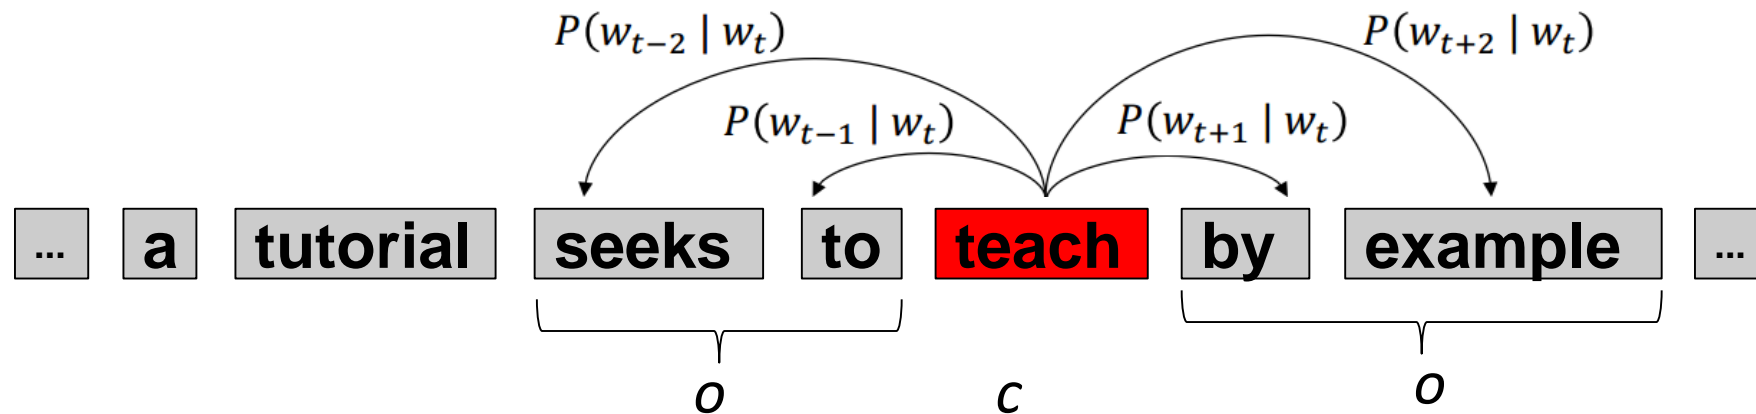 P(w_{t−2} | w_t) P(w_{t+2} | w_t)
P(w_{t−1} | w_t) P(w_{t+1} | w_t)
... a tutorial seeks to teach by example ...
o c o